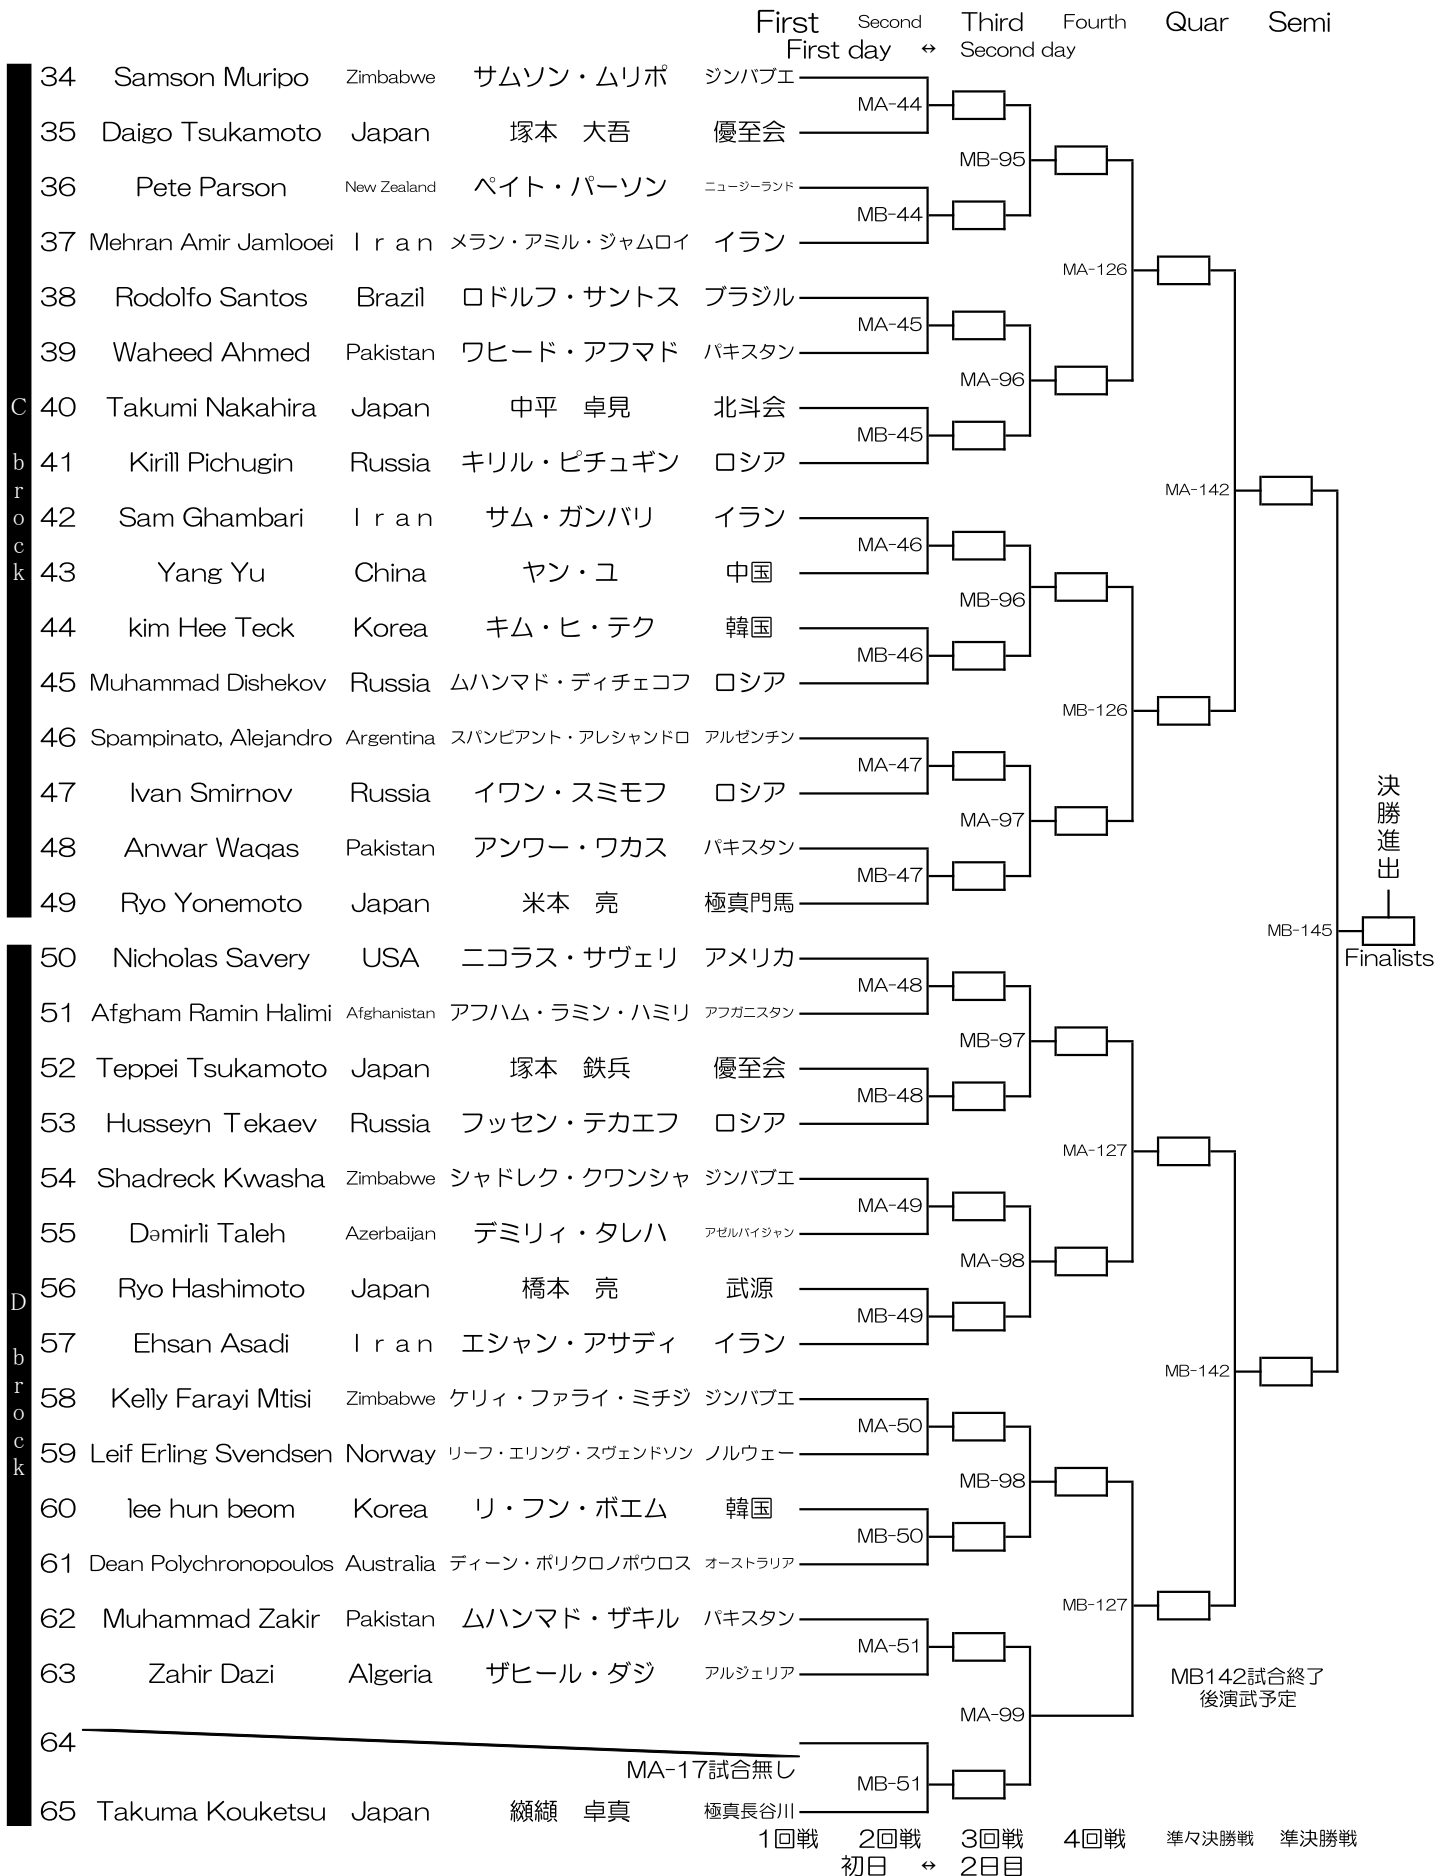 First Second Third Fourth Quar Semi
First day ↔ Second day
34 Samson Muripo Zimbabwe サムソン・ムリポ ジンバブエ
MA-44
35 Daigo Tsukamoto Japan 塚本 大吾 優至会
MB-95
36 Pete Parson New Zealand ペイト・パーソン ニュージーランド
MB-44
37 Mehran Amir Jamlooei Iran メラン・アミル・ジャムロイ イラン
MA-126
38 Rodolfo Santos Brazil ロドルフ・サントス ブラジル
MA-45
39 Waheed Ahmed Pakistan ワヒード・アフマド パキスタン
MA-96
40 Takumi Nakahira Japan 中平 卓見 北斗会
MB-45
41 Kirill Pichugin Russia キリル・ピチュギン ロシア
MA-142
42 Sam Ghambari Iran サム・ガンバリ イラン
MA-46
43 Yang Yu China ヤン・ユ 中国
MB-96
44 kim Hee Teck Korea キム・ヒ・テク 韓国
MB-46
45 Muhammad Dishekov Russia ムハンマド・ディチェコフ ロシア
MB-126
46 Spampinato, Alejandro Argentina スパンピアント・アレシャンドロ アルゼンチン
MA-47
47 Ivan Smirnov Russia イワン・スミモフ ロシア
MA-97
48 Anwar Waqas Pakistan アンワー・ワカス パキスタン
MB-47
49 Ryo Yonemoto Japan 米本 亮 極真門馬
C brock
決勝進出
MB-145
Finalists
50 Nicholas Savery USA ニコラス・サヴェリ アメリカ
MA-48
51 Afgham Ramin Halimi Afghanistan アフハム・ラミン・ハミリ アフガニスタン
MB-97
52 Teppei Tsukamoto Japan 塚本 鉄兵 優至会
MB-48
53 Husseyn Tekaev Russia フッセン・テカエフ ロシア
MA-127
54 Shadreck Kwasha Zimbabwe シャドレク・クワンシャ ジンバブエ
MA-49
55 Dəmirli Taleh Azerbaijan デミリィ・タレハ アゼルバイジャン
MA-98
56 Ryo Hashimoto Japan 橋本 亮 武源
MB-49
57 Ehsan Asadi Iran エシャン・アサディ イラン
MB-142
58 Kelly Farayi Mtisi Zimbabwe ケリィ・ファライ・ミチジ ジンバブエ
MA-50
59 Leif Erling Svendsen Norway リーフ・エリング・スヴェンドソン ノルウェー
MB-98
60 lee hun beom Korea リ・フン・ボエム 韓国
MB-50
61 Dean Polychronopoulos Australia ディーン・ポリクロノポウロス オーストラリア
MB-127
62 Muhammad Zakir Pakistan ムハンマド・ザキル パキスタン
MA-51
63 Zahir Dazi Algeria ザヒール・ダジ アルジェリア
MB142試合終了
後演武予定
MA-99
64
MA-17試合無し
MB-51
65 Takuma Kouketsu Japan 纐纈 卓真 極真長谷川
D brock
1回戦 2回戦 3回戦 4回戦 準々決勝戦 準決勝戦
初日 ↔ 2日目